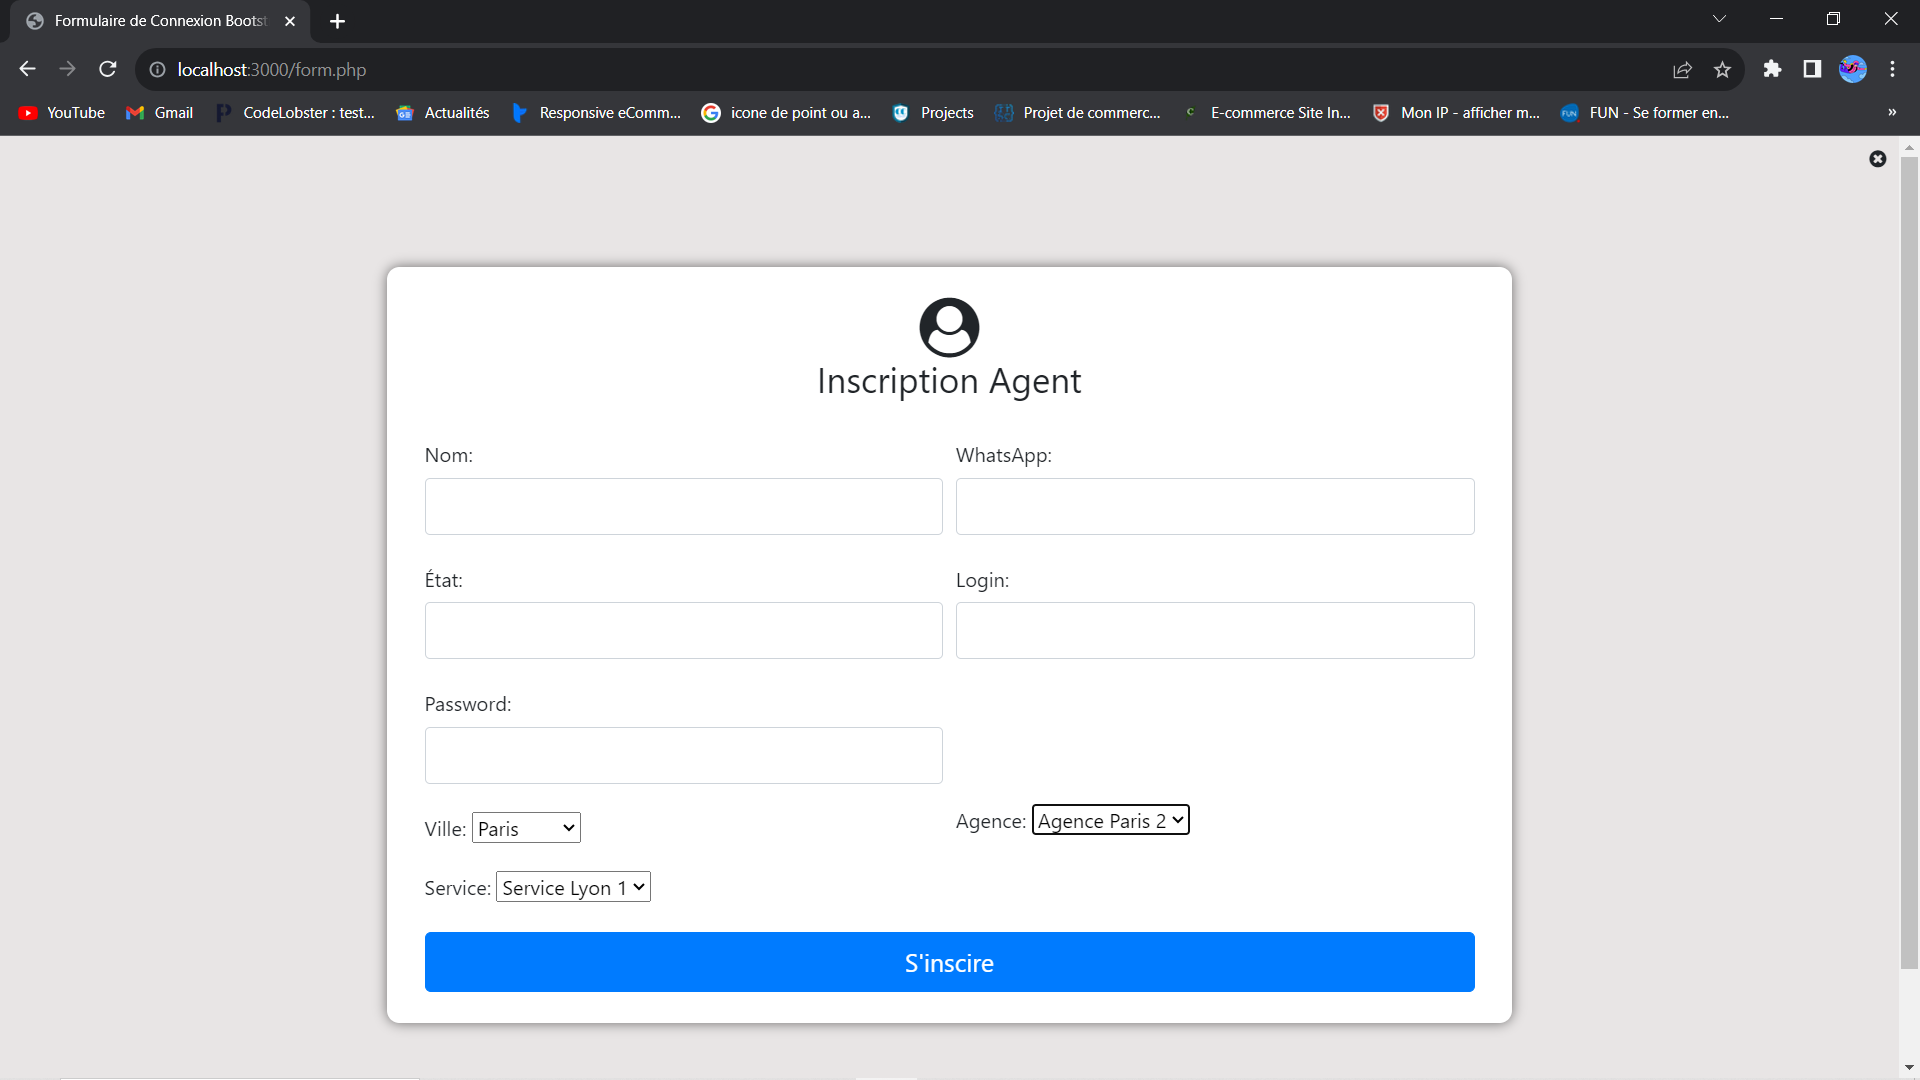 Formulaire de Connexion Bootst
localhost:3000/form.php
YouTube
Gmail
CodeLobster : test...
Actualités
Responsive eComm...
icone de point ou a...
Projects
Projet de commerc...
E-commerce Site In...
Mon IP - afficher m...
FUN - Se former en...
»
Inscription Agent
Nom:
WhatsApp:
État:
Login:
Password:
Ville: Paris
Agence: Agence Paris 2
Service: Service Lyon 1
S'inscire